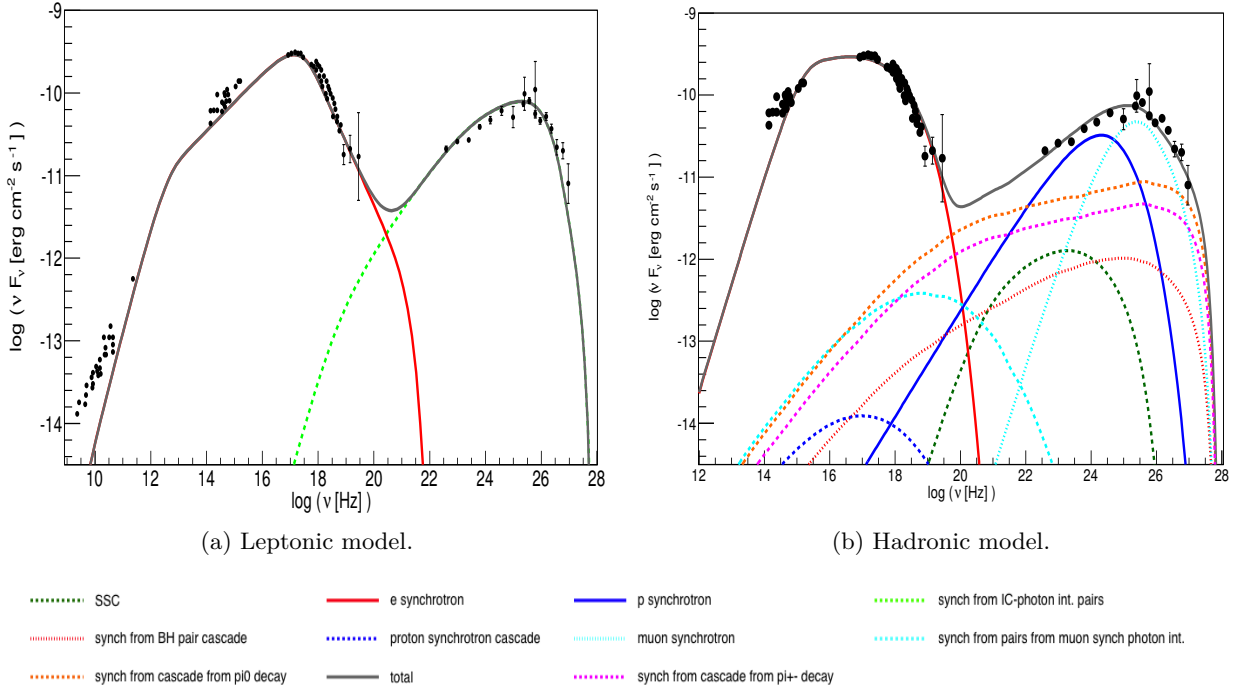 -9
-10
-11
-12
-13
-14
log ( ν Fν [ erg cm-2 s-1 ] )
10 12 14 16 18 20 22 24 26 28
log ( ν [Hz] )
(a) Leptonic model.
-9
-10
-11
-12
-13
-14
log (ν Fν [ erg cm-2 s-1 ] )
12 14 16 18 20 22 24 26 28
log ( ν [Hz] )
(b) Hadronic model.
SSC
e synchrotron
p synchrotron
synch from IC-photon int. pairs
synch from BH pair cascade
proton synchrotron cascade
muon synchrotron
synch from pairs from muon synch photon int.
synch from cascade from pi0 decay
total
synch from cascade from pi+- decay